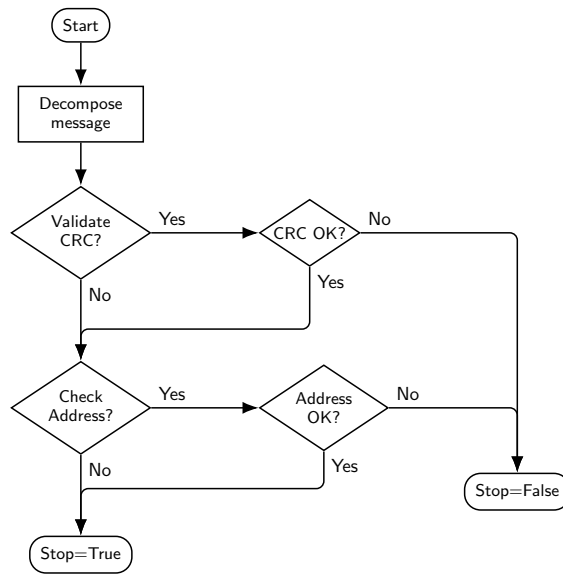 Start
Decompose
message
Validate
CRC?
Yes
CRC OK?
No
No
Yes
Check
Address?
Yes
Address
OK?
No
No
Yes
Stop=False
Stop=True